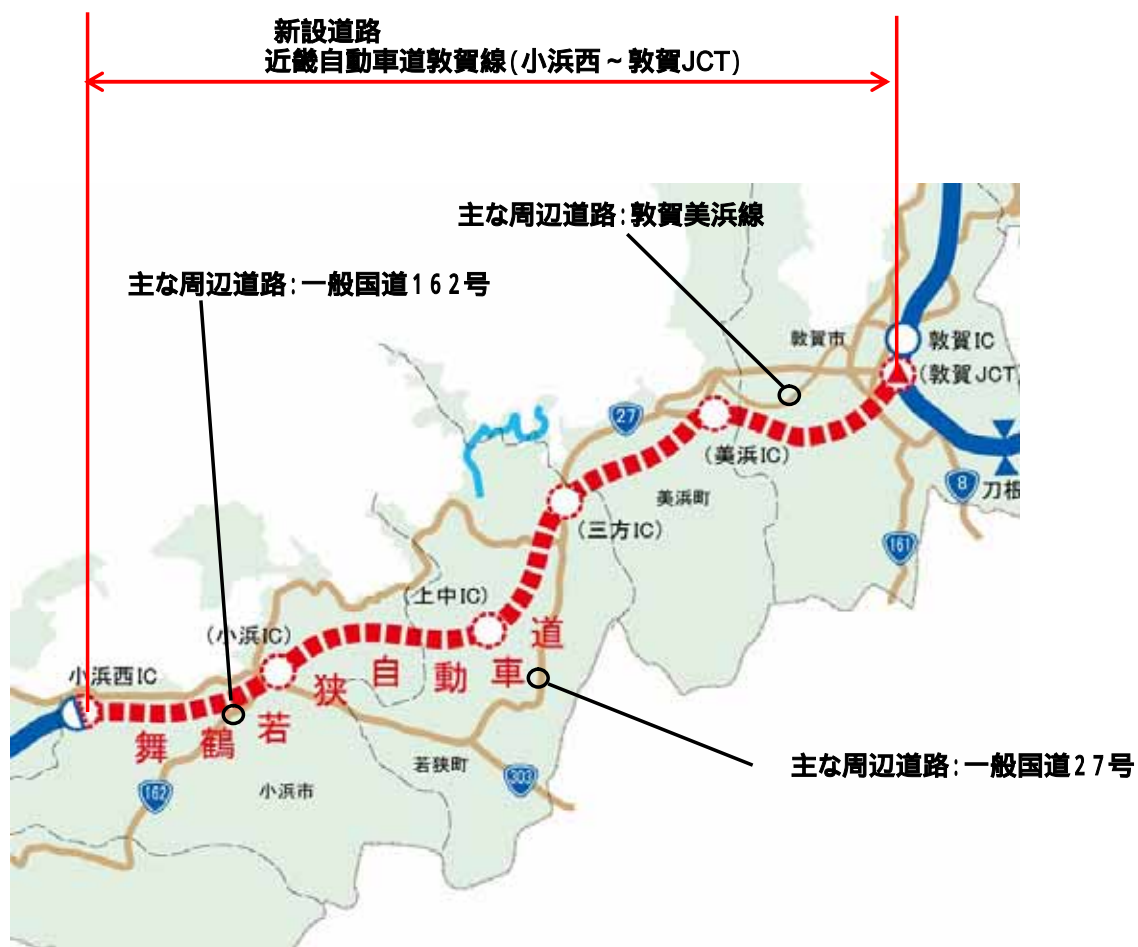 新設道路
近畿自動車道敦賀線(小浜西~敦賀JCT)
主な周辺道路:敦賀美浜線
主な周辺道路:一般国道162号
敦賀市
敦賀IC
(敦賀JCT)
27
(美浜IC)
8
刀根
美浜町
(三方IC)
161
(上中IC)
(小浜IC)
小浜西IC
舞鶴若狭自動車道
主な周辺道路:一般国道27号
若狭町
303
162
小浜市